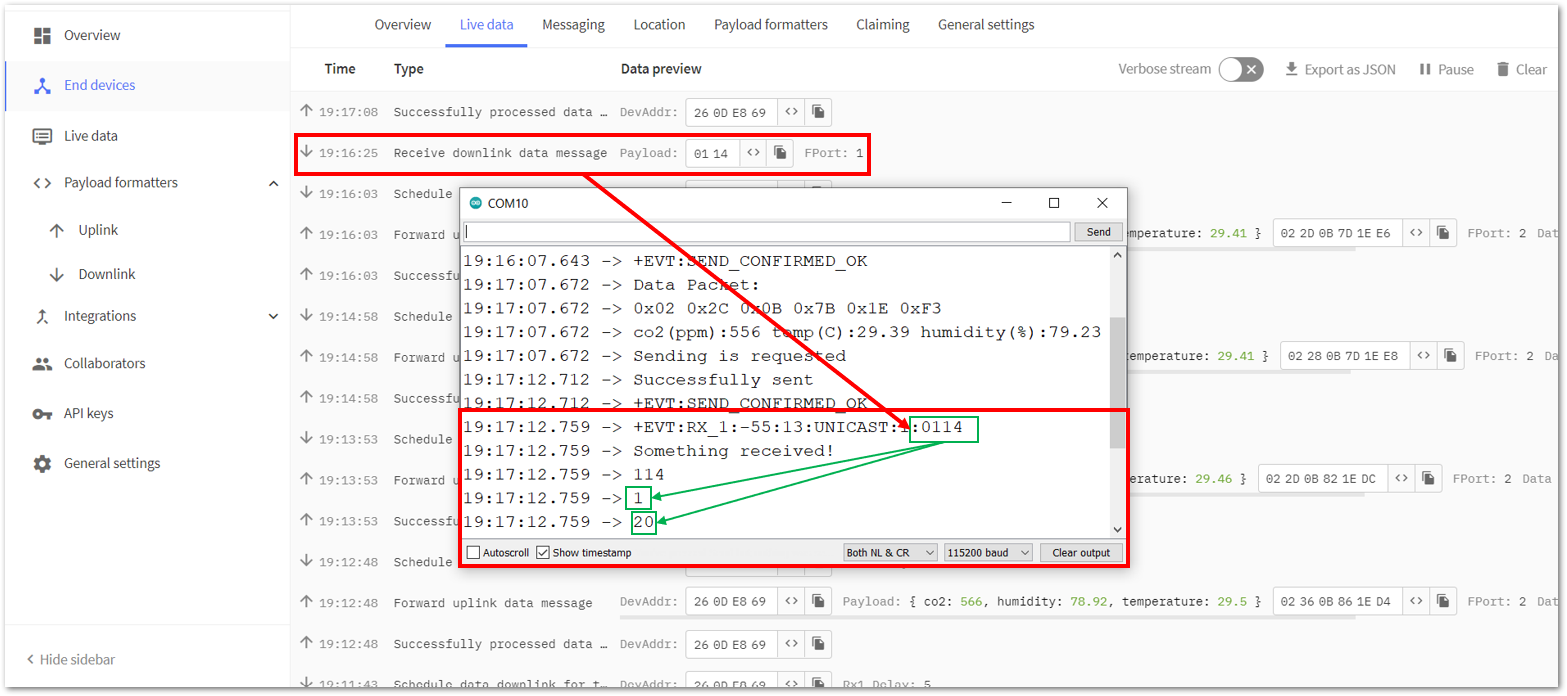 Overview
End devices
Live data
Payload formatters
Uplink
Downlink
Integrations
Collaborators
API keys
General settings
Hide sidebar
Overview Live data Messaging Location Payload formatters Claiming General settings
Time Type Data preview Verbose stream Export as JSON Pause Clear
19:17:08 Successfully processed data … DevAddr: 26 0D E8 69 <>
19:16:25 Receive downlink data message Payload: 01 14 <> FPort: 1
19:16:03 Schedule
19:16:03 Forward u mperature: 29.41 } 02 2D 0B 7D 1E E6 <> FPort: 2 Dat
19:16:03 Successfu
19:14:58 Schedule
19:14:58 Forward u temperature: 29.41 } 02 28 0B 7D 1E E8 <> FPort: 2 Da
19:14:58 Successfu
19:13:53 Schedule
19:13:53 Forward u erature: 29.46 } 02 2D 0B 82 1E DC <> FPort: 2 Data
19:13:53 Successfu
19:12:48 Schedule
19:12:48 Forward uplink data message DevAddr: 26 0D E8 69 <> Payload: { co2: 566, humidity: 78.92, temperature: 29.5 } 02 36 0B 86 1E D4 <> FPort: 2 Dat
19:12:48 Successfully processed data … DevAddr: 26 0D E8 69 <>
19:11:43 Schedule data downlink for t… DevAddr: 26 0D E8 69 <> Rx1 Delay: 5
COM10
Send
19:16:07.643 -> +EVT:SEND_CONFIRMED_OK
19:17:07.672 -> Data Packet:
19:17:07.672 -> 0x02 0x2C 0x0B 0x7B 0x1E 0xF3
19:17:07.672 -> co2(ppm):556 temp(C):29.39 humidity(%):79.23
19:17:07.672 -> Sending is requested
19:17:12.712 -> Successfully sent
19:17:12.712 -> +EVT:SEND_CONFIRMED_OK
19:17:12.759 -> +EVT:RX_1:-55:13:UNICAST:1:0114
19:17:12.759 -> Something received!
19:17:12.759 -> 114
19:17:12.759 -> 1
19:17:12.759 -> 20
Autoscroll Show timestamp Both NL & CR 115200 baud Clear output